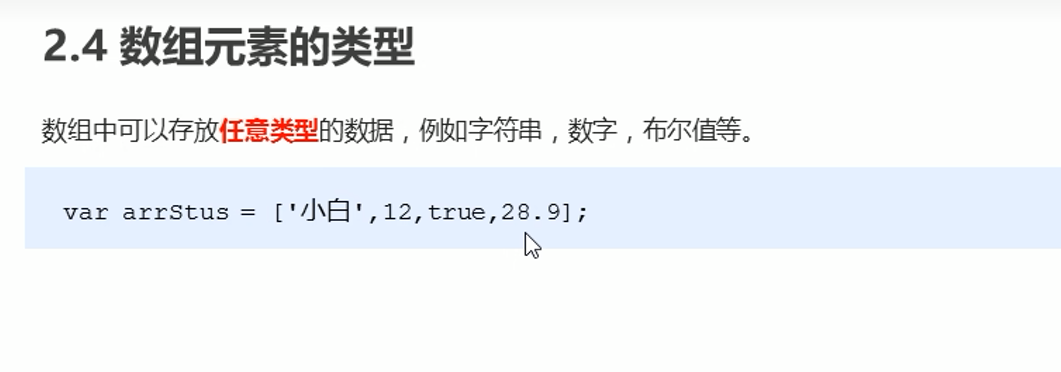 2.4 数组元素的类型
数组中可以存放任意类型的数据，例如字符串，数字，布尔值等。
var arrStus = ['小白',12,true,28.9];